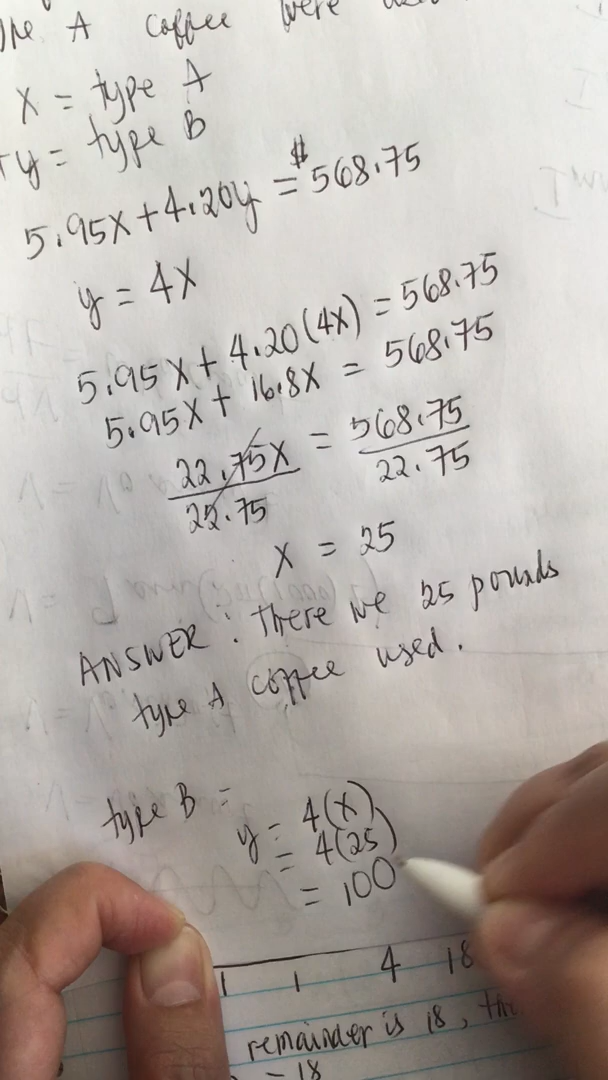 A coffee were
x = type A
y = type B
5.95x + 4.20y = $568.75
y = 4x
5.95x + 4.20(4x) = 568.75
5.95x + 16.8x = 568.75
22.75x = 568.75
22.75 22.75
x = 25
ANSWER : There are 25 pounds
type A coffee used.
type B =
y = 4(x)
= 4(25)
= 100
1 1 4 18
remainder is 18,
= 18